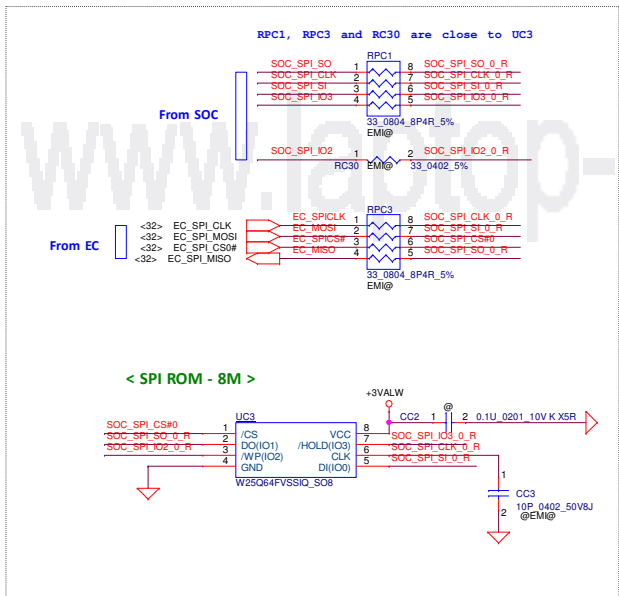 RPC1, RPC3 and RC30 are close to UC3
RPC1
SOC_SPI_SO 1 8 SOC_SPI_SO_0_R
SOC_SPI_CLK 2 7 SOC_SPI_CLK_0_R
SOC_SPI_SI 3 6 SOC_SPI_SI_0_R
SOC_SPI_IO3 4 5 SOC_SPI_IO3_0_R
From SOC
33_0804_8P4R_5%
EMI@
www.laptop-
SOC_SPI_IO2 1 2 SOC_SPI_IO2_0_R
RC30 EMI@ 33_0402_5%
RPC3
<32> EC_SPI_CLK EC_SPICLK 1 8 SOC_SPI_CLK_0_R
<32> EC_SPI_MOSI EC_MOSI 2 7 SOC_SPI_SI_0_R
From EC
<32> EC_SPI_CS0# EC_SPICS# 3 6 SOC_SPI_CS#0
<32> EC_SPI_MISO EC_MISO 4 5 SOC_SPI_SO_0_R
33_0804_8P4R_5%
EMI@
< SPI ROM - 8M >
+3VALW
@
UC3
CC2 1 2 0.1U_0201_10V K X5R
SOC_SPI_CS#0 1 /CS VCC 8
SOC_SPI_SO_0_R 2 DO(IO1) /HOLD(IO3) 7 SOC_SPI_IO3_0_R
SOC_SPI_IO2_0_R 3 /WP(IO2) CLK 6 SOC_SPI_CLK_0_R
4 GND DI(IO0) 5 SOC_SPI_SI_0_R
W25Q64FVSSIQ_SO8
1
CC3
2 10P_0402_50V8J
@EMI@